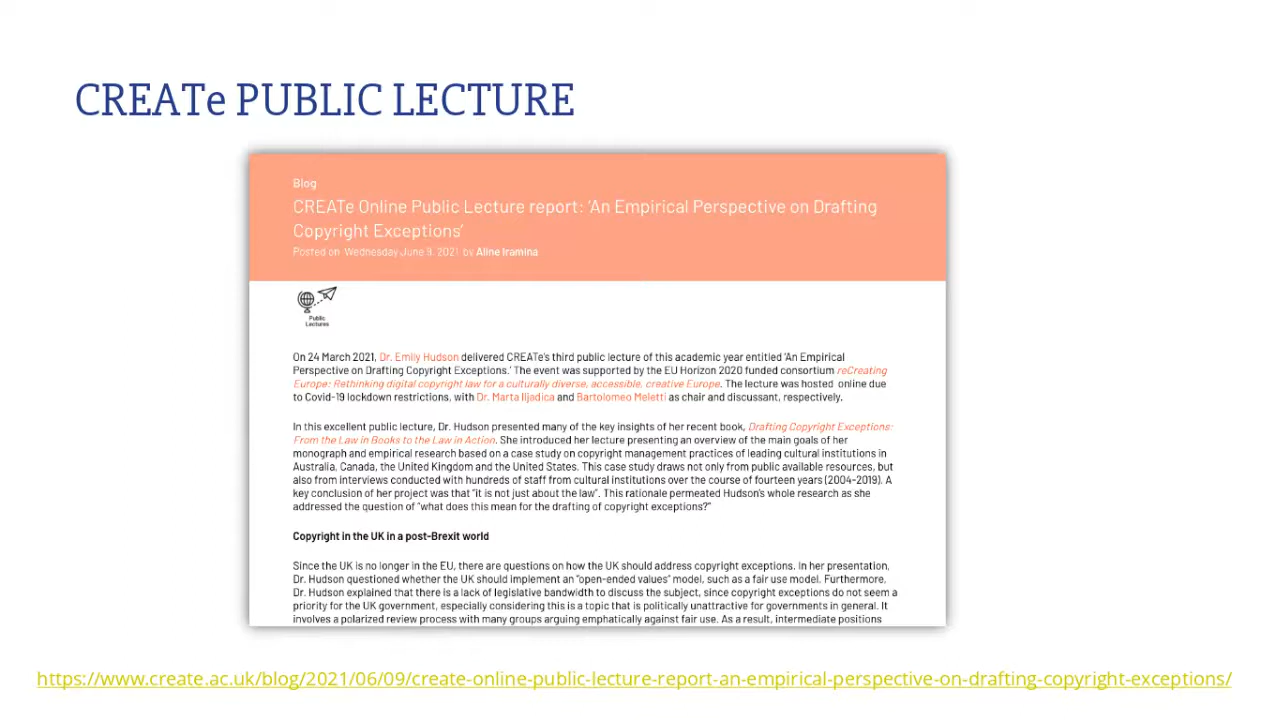 CREATe PUBLIC LECTURE
Blog
CREATe Online Public Lecture report: ‘An Empirical Perspective on Drafting
Copyright Exceptions’
Posted on Wednesday June 9, 2021 by Aline Iramina
Public
Lectures
On 24 March 2021, Dr. Emily Hudson delivered CREATe's third public lecture of this academic year entitled ‘An Empirical
Perspective on Drafting Copyright Exceptions.’ The event was supported by the EU Horizon 2020 funded consortium reCreating
Europe: Rethinking digital copyright law for a culturally diverse, accessible, creative Europe. The lecture was hosted online due
to Covid-19 lockdown restrictions, with Dr. Marta Iljadica and Bartolomeo Meletti as chair and discussant, respectively.
In this excellent public lecture, Dr. Hudson presented many of the key insights of her recent book, Drafting Copyright Exceptions:
From the Law in Books to the Law in Action. She introduced her lecture presenting an overview of the main goals of her
monograph and empirical research based on a case study on copyright management practices of leading cultural institutions in
Australia, Canada, the United Kingdom and the United States. This case study draws not only from public available resources, but
also from interviews conducted with hundreds of staff from cultural institutions over the course of fourteen years (2004-2019). A
key conclusion of her project was that “it is not just about the law”. This rationale permeated Hudson's whole research as she
addressed the question of “what does this mean for the drafting of copyright exceptions?”
Copyright in the UK in a post-Brexit world
Since the UK is no longer in the EU, there are questions on how the UK should address copyright exceptions. In her presentation,
Dr. Hudson questioned whether the UK should implement an “open-ended values” model, such as a fair use model. Furthermore,
Dr. Hudson explained that there is a lack of legislative bandwidth to discuss the subject, since copyright exceptions do not seem a
priority for the UK government, especially considering this is a topic that is politically unattractive for governments in general. It
involves a polarized review process with many groups arguing emphatically against fair use. As a result, intermediate positions
https://www.create.ac.uk/blog/2021/06/09/create-online-public-lecture-report-an-empirical-perspective-on-drafting-copyright-exceptions/